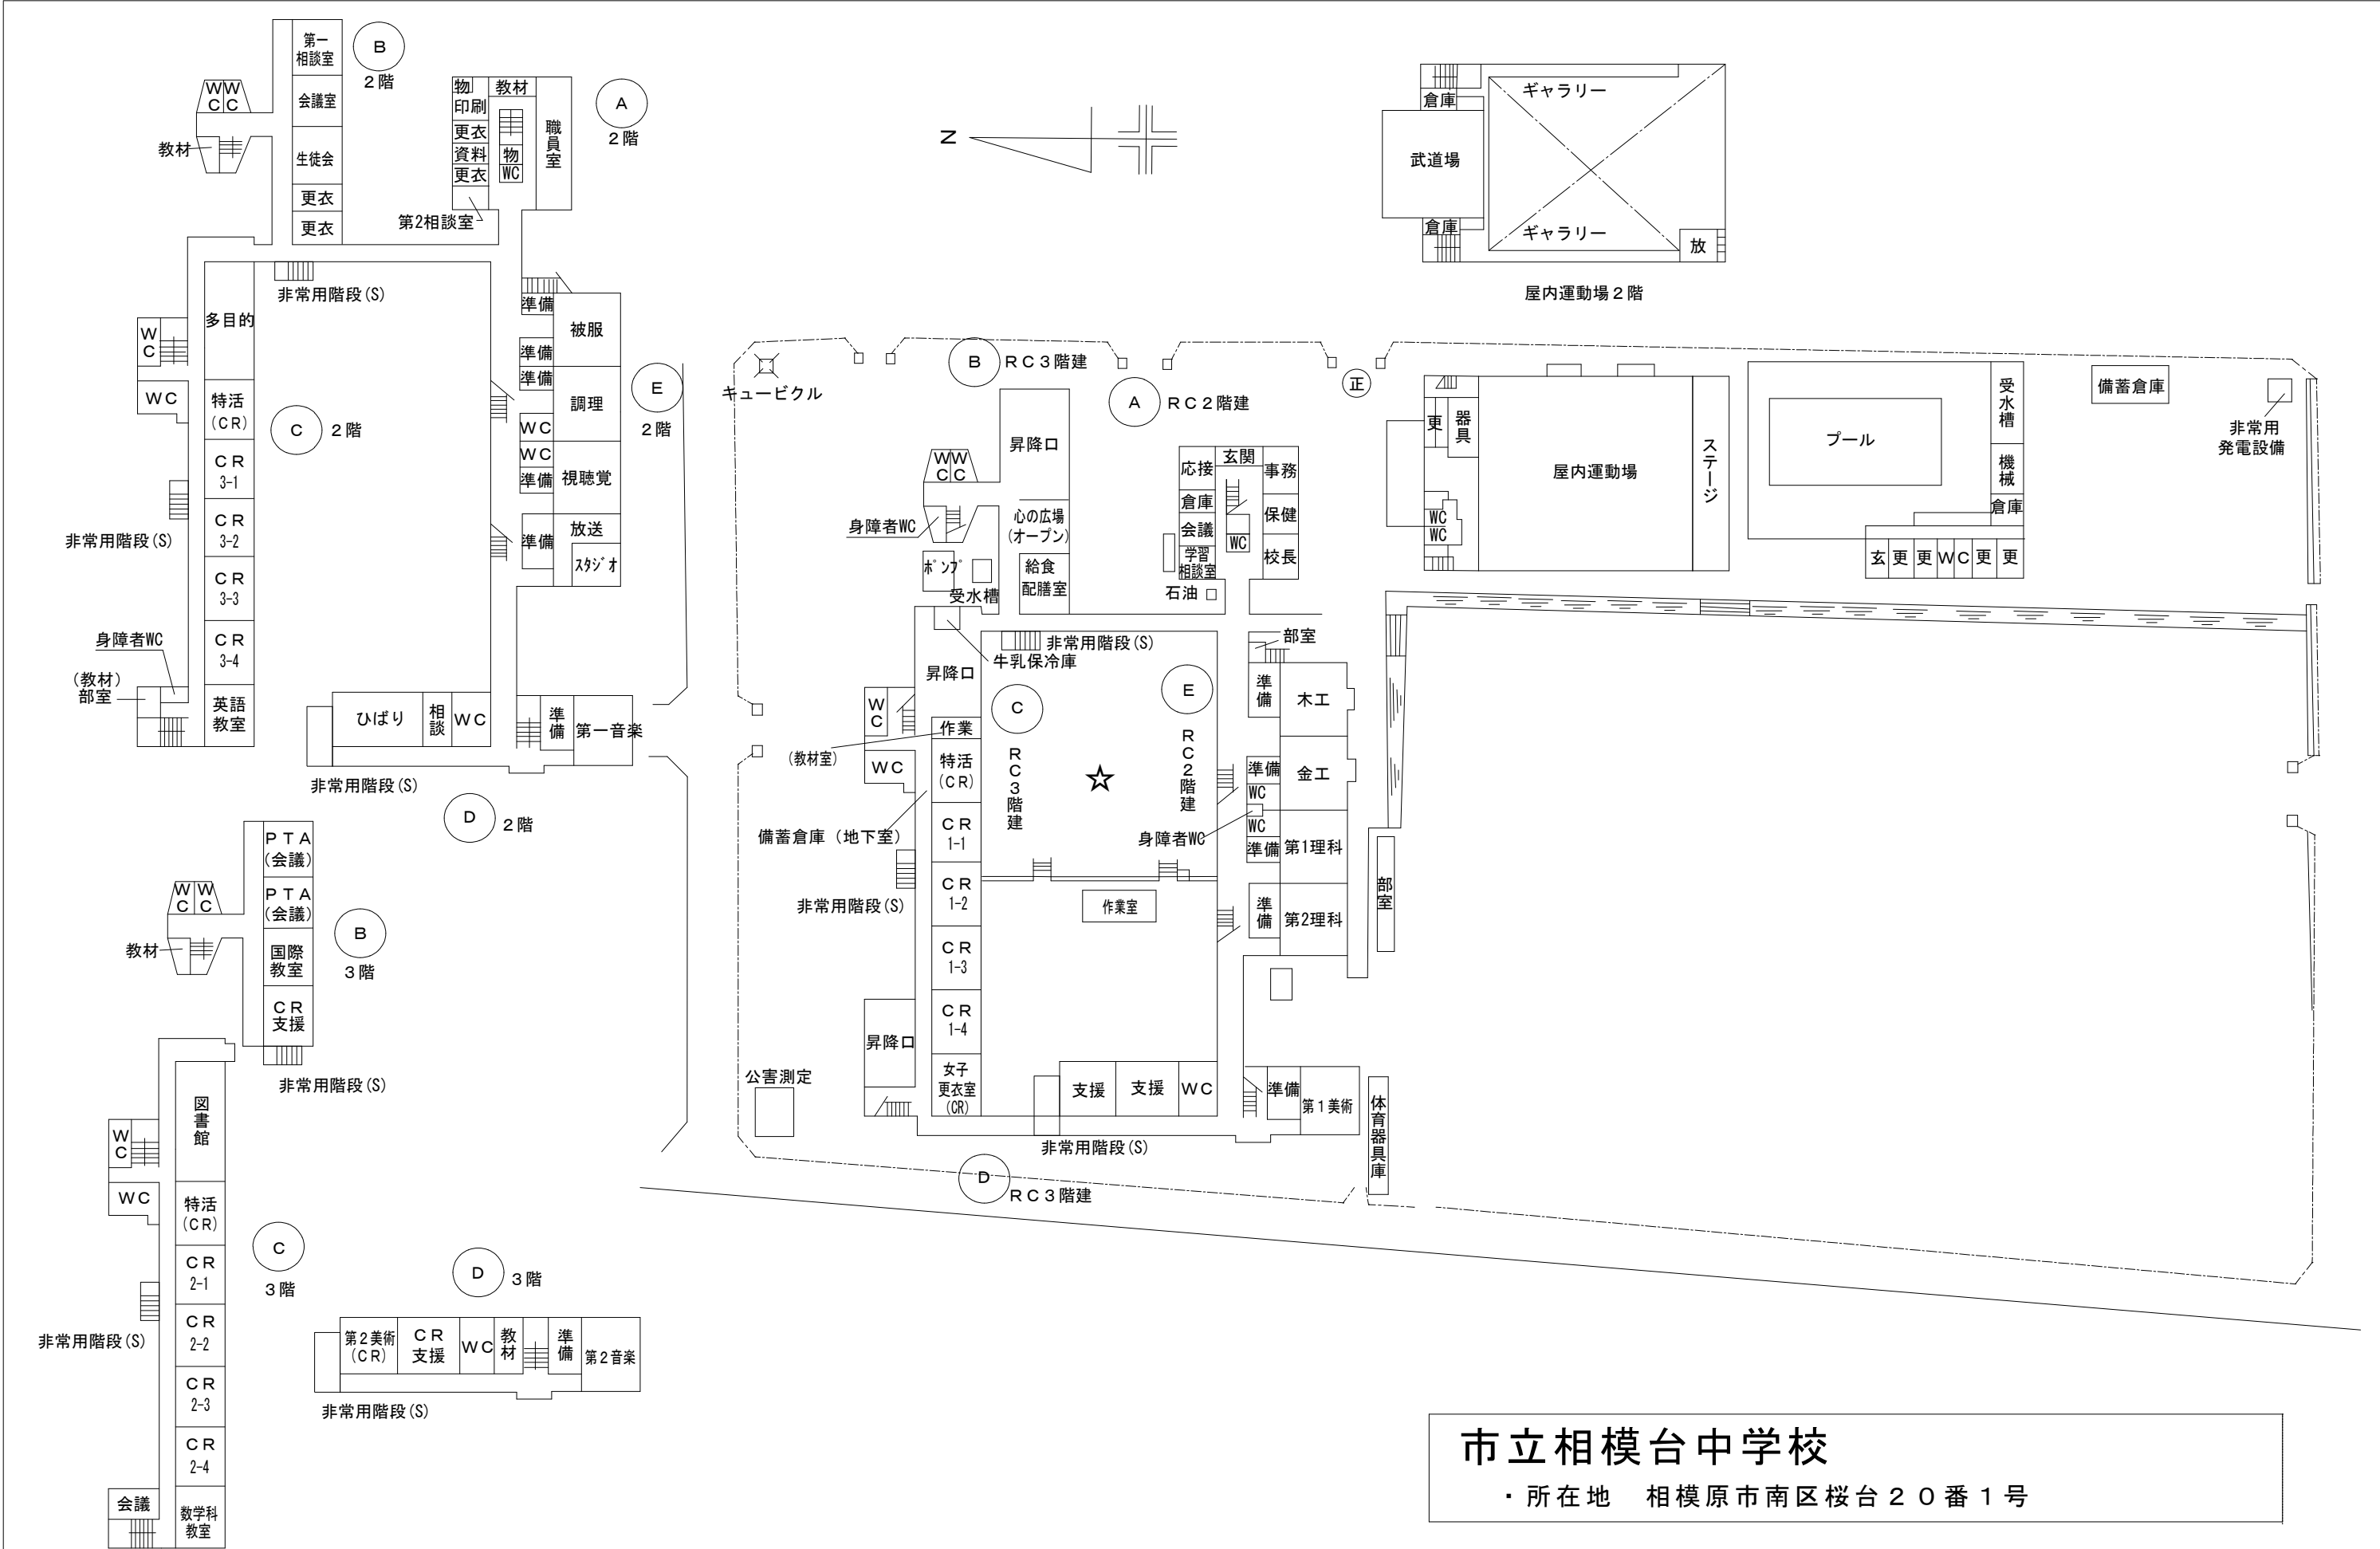 第一
相談室
会議室
生徒会
更衣
更衣
WC
WC
教材
B
2階
物
印刷
更衣
資料
更衣
教材
物
WC
職員室
第2相談室
A
2階
N
ギャラリー
倉庫
武道場
倉庫
ギャラリー
放
屋内運動場2階
非常用階段(S)
多目的
WC
WC
特活
(CR)
C
2階
CR
3-1
CR
3-2
CR
3-3
CR
3-4
英語
教室
非常用階段(S)
身障者WC
(教材)
部室
準備
被服
準備
準備
調理
WC
WC
準備
視聴覚
準備
放送
スタジオ
E
2階
ひばり
相談
WC
準備
第一音楽
非常用階段(S)
D
2階
PTA
(会議)
PTA
(会議)
国際
教室
CR
支援
WC
WC
教材
B
3階
非常用階段(S)
図書館
WC
WC
特活
(CR)
CR
2-1
CR
2-2
CR
2-3
CR
2-4
数学科
教室
会議
非常用階段(S)
C
3階
D
3階
第2美術
(CR)
CR
支援
WC
教材
準備
第2音楽
非常用階段(S)
キュービクル
B
RC3階建
A
RC2階建
正
昇降口
WC
WC
身障者WC
心の広場
(オープン)
給食
配膳室
ポンプ
受水槽
応接
倉庫
会議
学習
相談室
玄関
WC
事務
保健
校長
石油
更
器具
WC
WC
屋内運動場
ステージ
プール
受水槽
機械
倉庫
玄
更
更
WC
更
更
備蓄倉庫
非常用
発電設備
非常用階段(S)
牛乳保冷庫
昇降口
部室
WC
作業
(教材室)
WC
特活
(CR)
備蓄倉庫(地下室)
CR
1-1
CR
1-2
CR
1-3
CR
1-4
女子
更衣室
(CR)
非常用階段(S)
昇降口
C
RC3階建
☆
E
RC2階建
準備
木工
準備
金工
WC
WC
身障者WC
準備
第1理科
準備
第2理科
作業室
部室
支援
支援
WC
準備
第1美術
体育器具庫
公害測定
非常用階段(S)
D
RC3階建
市立相模台中学校
・所在地 相模原市南区桜台20番1号